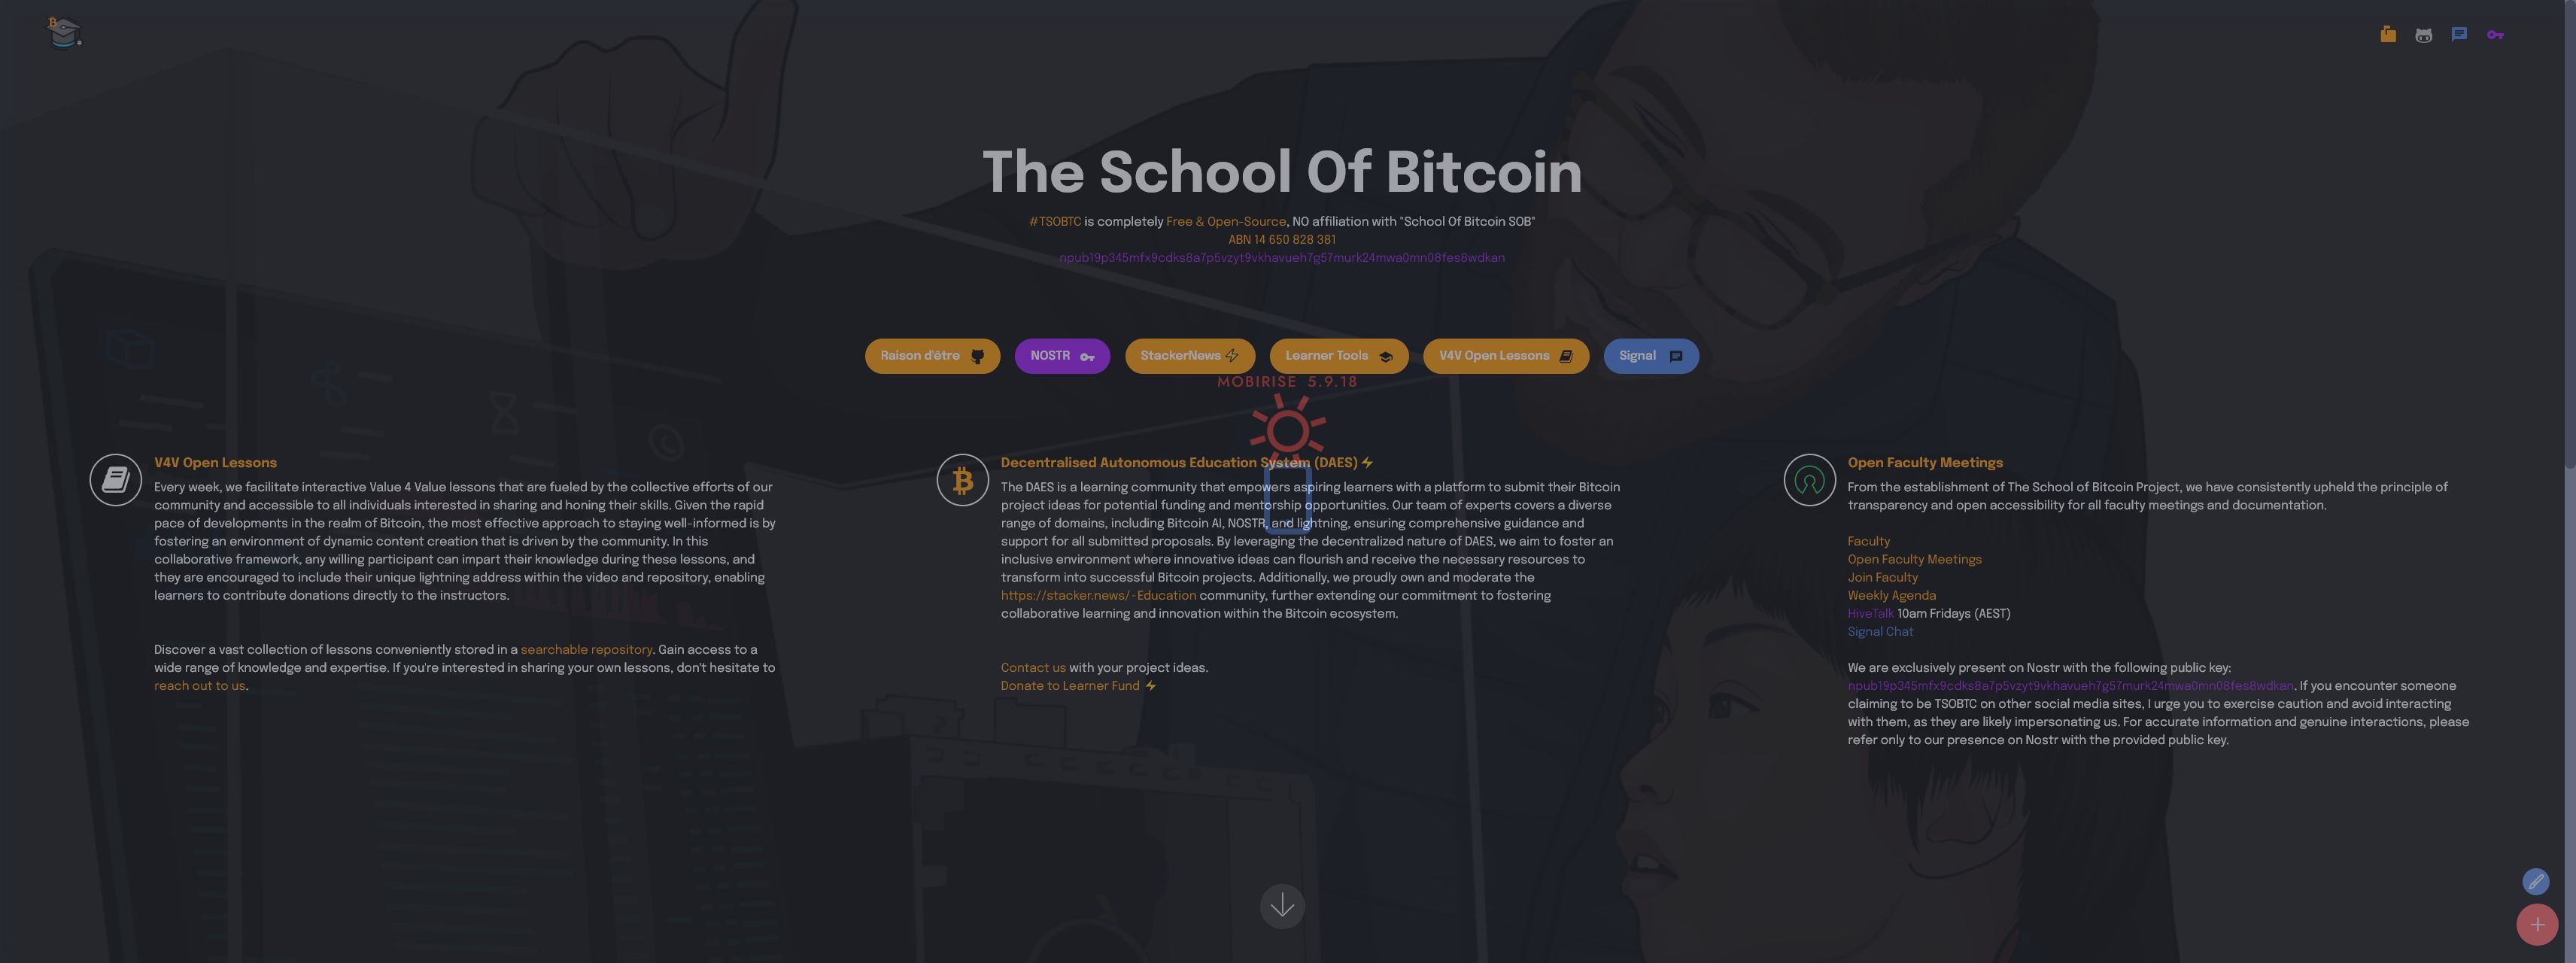 The School Of Bitcoin
#TSOBTC is completely Free & Open-Source, NO affiliation with "School Of Bitcoin SOB"
ABN 14 650 828 381
npub19p345mfx9cdks8a7p5vzyt9vkhavueh7g57murk24mwa0mn08fes8wdkan
Raison d'être
NOSTR
StackerNews
Learner Tools
V4V Open Lessons
Signal
MOBIRISE 5.9.18
V4V Open Lessons
Every week, we facilitate interactive Value 4 Value lessons that are fueled by the collective efforts of our
community and accessible to all individuals interested in sharing and honing their skills. Given the rapid
pace of developments in the realm of Bitcoin, the most effective approach to staying well-informed is by
fostering an environment of dynamic content creation that is driven by the community. In this
collaborative framework, any willing participant can impart their knowledge during these lessons, and
they are encouraged to include their unique lightning address within the video and repository, enabling
learners to contribute donations directly to the instructors.
Discover a vast collection of lessons conveniently stored in a searchable repository. Gain access to a
wide range of knowledge and expertise. If you're interested in sharing your own lessons, don't hesitate to
reach out to us.
Decentralised Autonomous Education System (DAES)
The DAES is a learning community that empowers aspiring learners with a platform to submit their Bitcoin
project ideas for potential funding and mentorship opportunities. Our team of experts covers a diverse
range of domains, including Bitcoin AI, NOSTR, and lightning, ensuring comprehensive guidance and
support for all submitted proposals. By leveraging the decentralized nature of DAES, we aim to foster an
inclusive environment where innovative ideas can flourish and receive the necessary resources to
transform into successful Bitcoin projects. Additionally, we proudly own and moderate the
https://stacker.news/~Education community, further extending our commitment to fostering
collaborative learning and innovation within the Bitcoin ecosystem.
Contact us with your project ideas.
Donate to Learner Fund
Open Faculty Meetings
From the establishment of The School of Bitcoin Project, we have consistently upheld the principle of
transparency and open accessibility for all faculty meetings and documentation.
Faculty
Open Faculty Meetings
Join Faculty
Weekly Agenda
HiveTalk 10am Fridays (AEST)
Signal Chat
We are exclusively present on Nostr with the following public key:
npub19p345mfx9cdks8a7p5vzyt9vkhavueh7g57murk24mwa0mn08fes8wdkan. If you encounter someone
claiming to be TSOBTC on other social media sites, I urge you to exercise caution and avoid interacting
with them, as they are likely impersonating us. For accurate information and genuine interactions, please
refer only to our presence on Nostr with the provided public key.